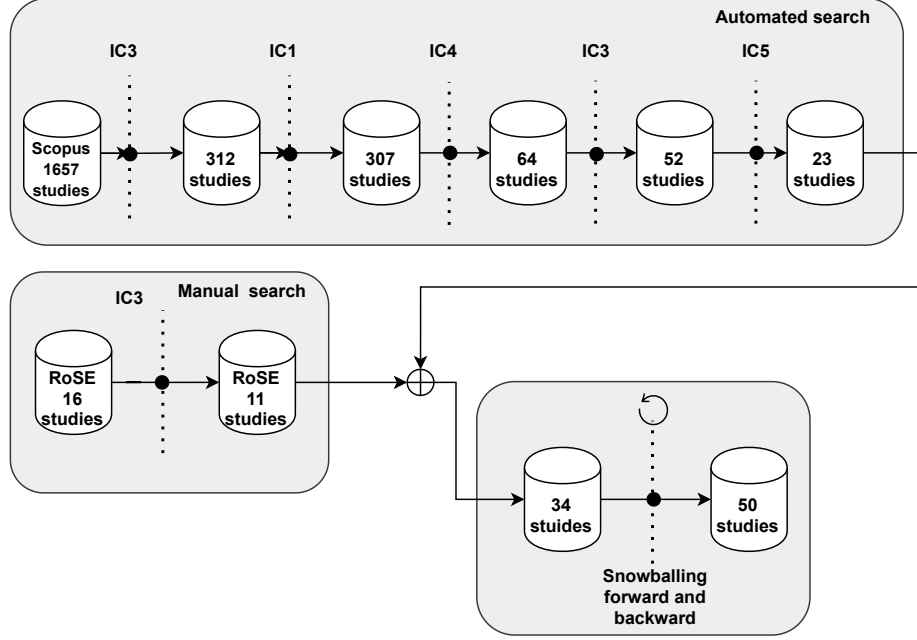 Automated search
IC3
IC1
IC4
IC3
IC5
Scopus
1657
studies
312
studies
307
studies
64
studies
52
studies
23
studies
Manual search
IC3
RoSE
16
studies
RoSE
11
studies
34
stuides
50
studies
Snowballing
forward and
backward